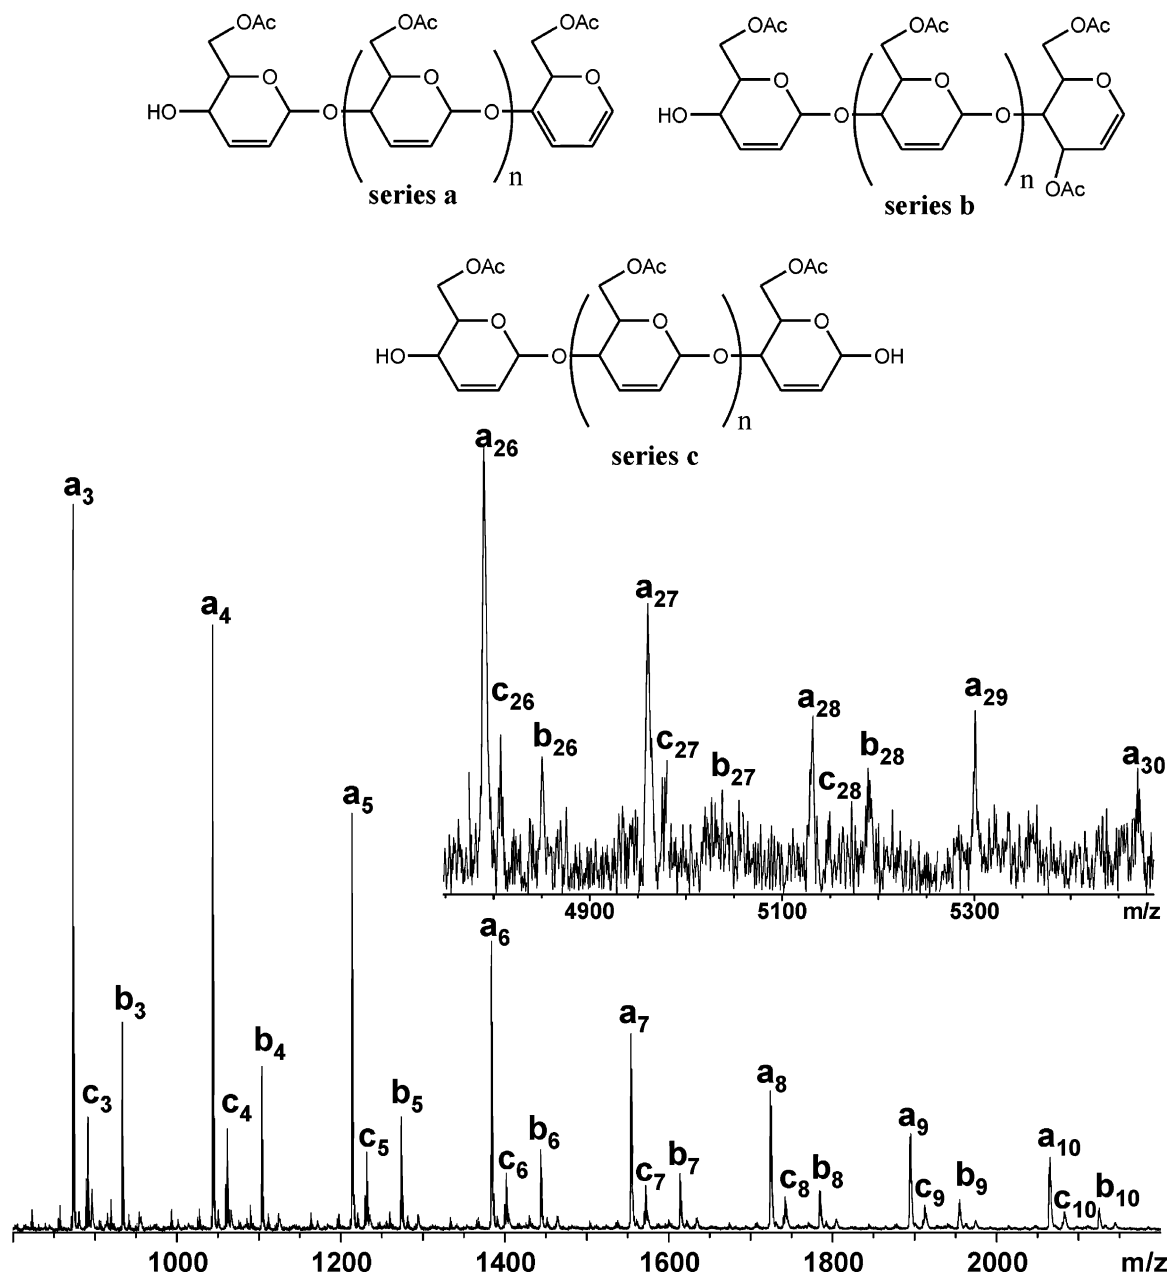 OAc OAc OAc OAc OAc OAc
O O O O O O
HO O O HO O O
n n OAc
series a series b
OAc OAc OAc
O O O
HO O O OH
n
series c
a26
a3
a27
a4
a29
c26 a28
b26 c27 b28 a30
a5 b27 c28
4900 5100 5300 m/z
a6
b3 a7
b4
c3 a8
c4 b5 a9
c5 b6 a10
c6 b7
c7 b8
c8 b9
c9 b10
c10
1000 1200 1400 1600 1800 2000 m/z